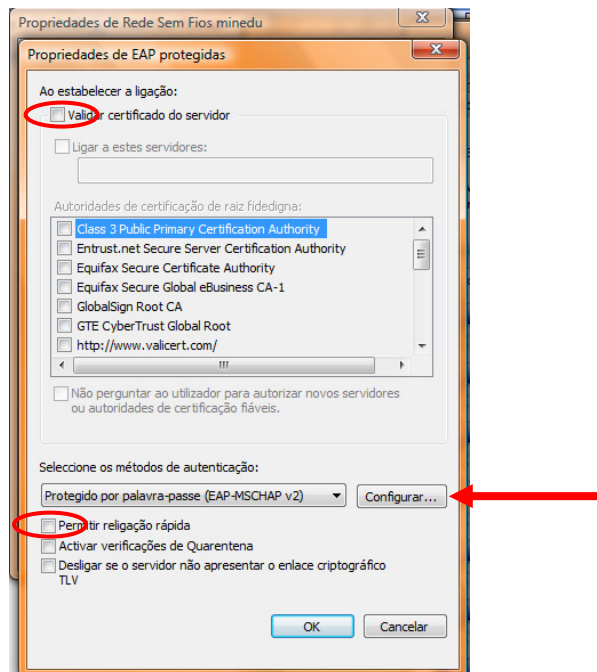 Propriedades de Rede Sem Fios minedu
Propriedades de EAP protegidas
Ao estabelecer a ligação:
Validar certificado do servidor
Ligar a estes servidores:
Autoridades de certificação de raiz fidedigna:
Class 3 Public Primary Certification Authority
Entrust.net Secure Server Certification Authority
Equifax Secure Certificate Authority
Equifax Secure Global eBusiness CA-1
GlobalSign Root CA
GTE CyberTrust Global Root
http://www.valicert.com/
Não perguntar ao utilizador para autorizar novos servidores
ou autoridades de certificação fiáveis.
Seleccione os métodos de autenticação:
Protegido por palavra-passe (EAP-MSCHAP v2) Configurar...
Permitir religação rápida
Activar verificações de Quarentena
Desligar se o servidor não apresentar o enlace criptográfico
TLV
OK Cancelar